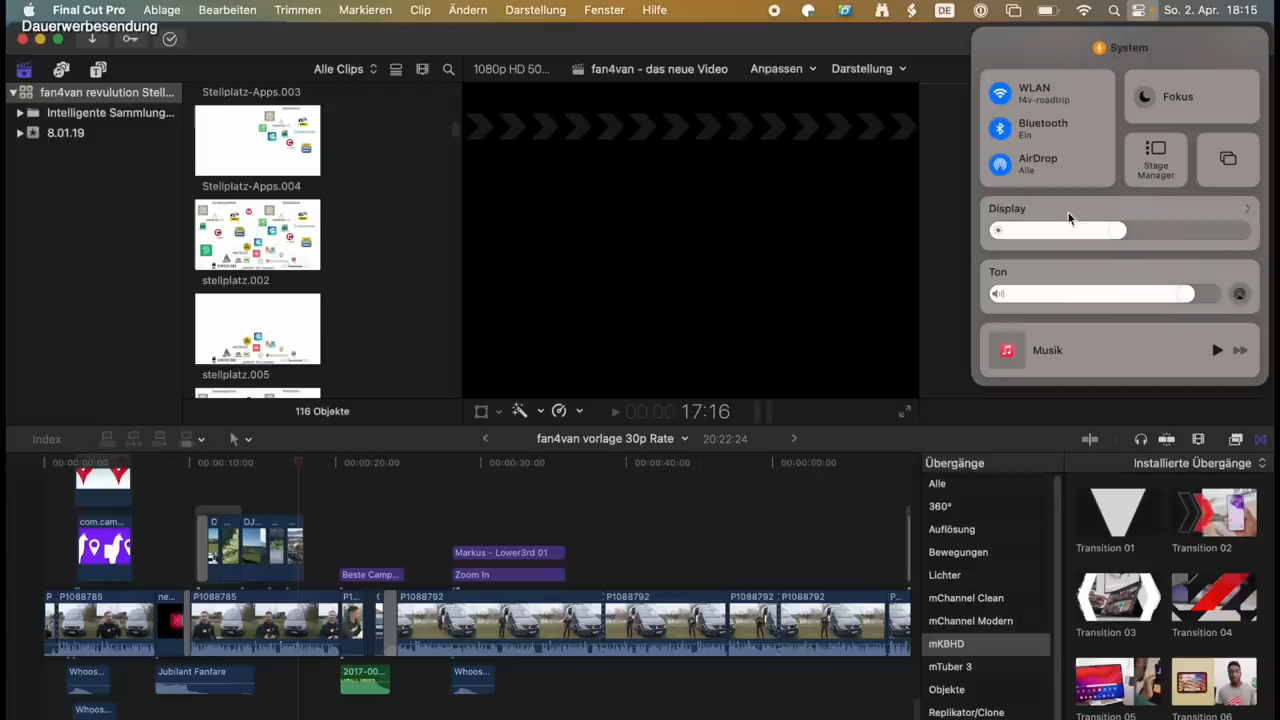 Final Cut Pro Ablage Bearbeiten Trimmen Markieren Clip Ändern Darstellung Fenster Hilfe DE So. 2. Apr. 18:15
Dauerwerbesendung
System
Alle Clips 1080p HD 50... fan4van - das neue Video Anpassen Darstellung
WLAN
f4v-roadtrip
Fokus
fan4van revulution Stell...
Stellplatz-Apps.003
Intelligente Sammlung...
8.01.19
Bluetooth
Ein
AirDrop
Alle
Stage
Manager
Stellplatz-Apps.004
Display
stellplatz.002
Ton
Musik
stellplatz.005
116 Objekte
00:00 17:16
Index
fan4van vorlage 30p Rate 20:22:24
00:00:00:00 00:00:10:00 00:00:20:00 00:00:30:00 00:00:40:00 00:00:50:00
Übergänge
Installierte Übergänge
Alle
360°
Auflösung
Bewegungen
Lichter
mChannel Clean
mChannel Modern
mKBHD
mTuber 3
Objekte
Replikator/Clone
Transition 01 Transition 02
Transition 03 Transition 04
Transition 05 Transition 06
com.cam...
D ... DJ... ... ...
Markus - Lower3rd 01
Beste Camp... Zoom In
P P1088785 ne... P1088785 P1... P1088792 P1088792 P1088792 P1088792 P...
Whoos... Jubilant Fanfare 2017-00... Whoos...
Whoos...